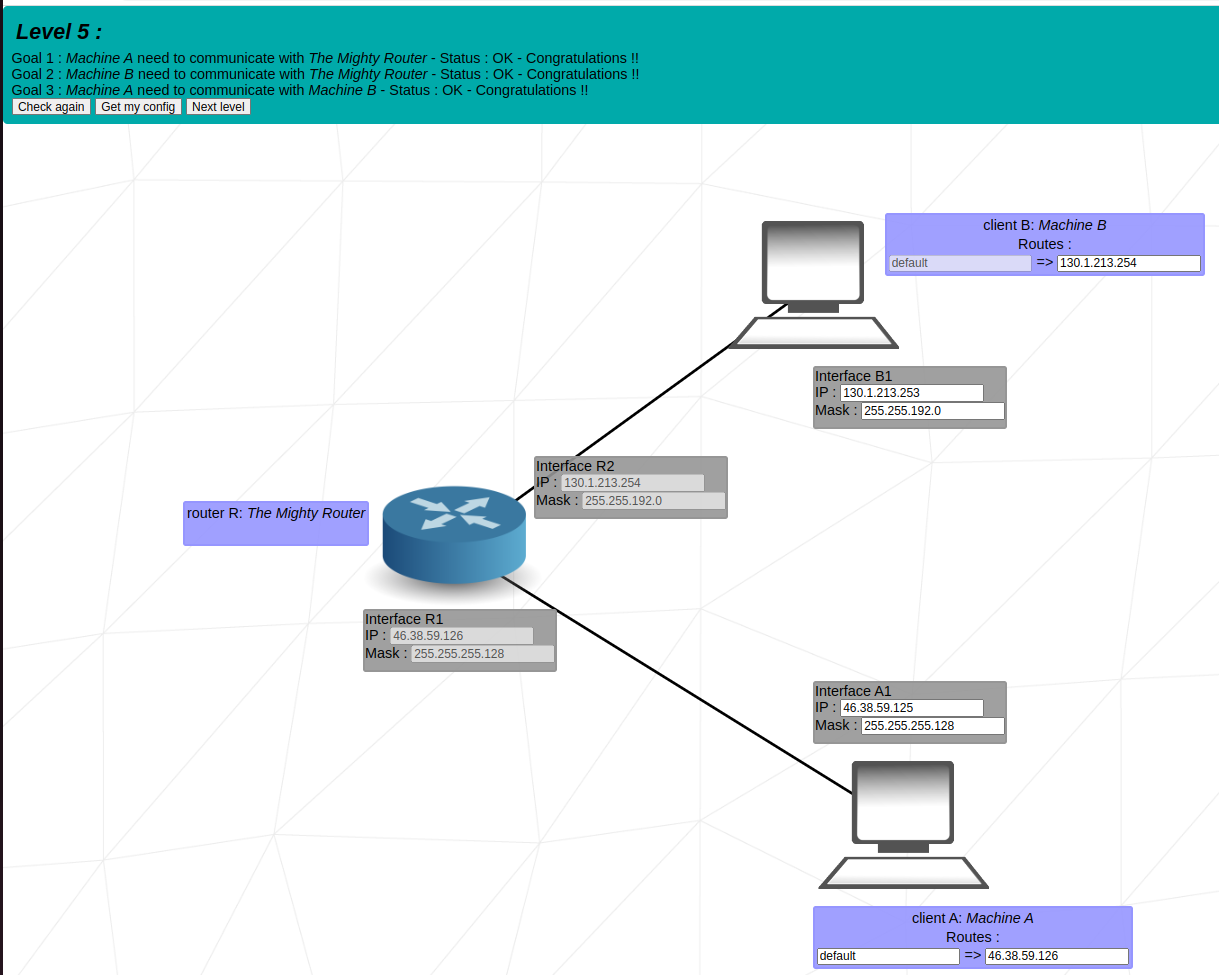 Level 5 :
Goal 1 : Machine A need to communicate with The Mighty Router - Status : OK - Congratulations !!
Goal 2 : Machine B need to communicate with The Mighty Router - Status : OK - Congratulations !!
Goal 3 : Machine A need to communicate with Machine B - Status : OK - Congratulations !!
Check again Get my config Next level
client B: Machine B
Routes :
default => 130.1.213.254
Interface B1
IP : 130.1.213.253
Mask : 255.255.192.0
Interface R2
IP : 130.1.213.254
Mask : 255.255.192.0
router R: The Mighty Router
Interface R1
IP : 46.38.59.126
Mask : 255.255.255.128
Interface A1
IP : 46.38.59.125
Mask : 255.255.255.128
client A: Machine A
Routes :
default => 46.38.59.126